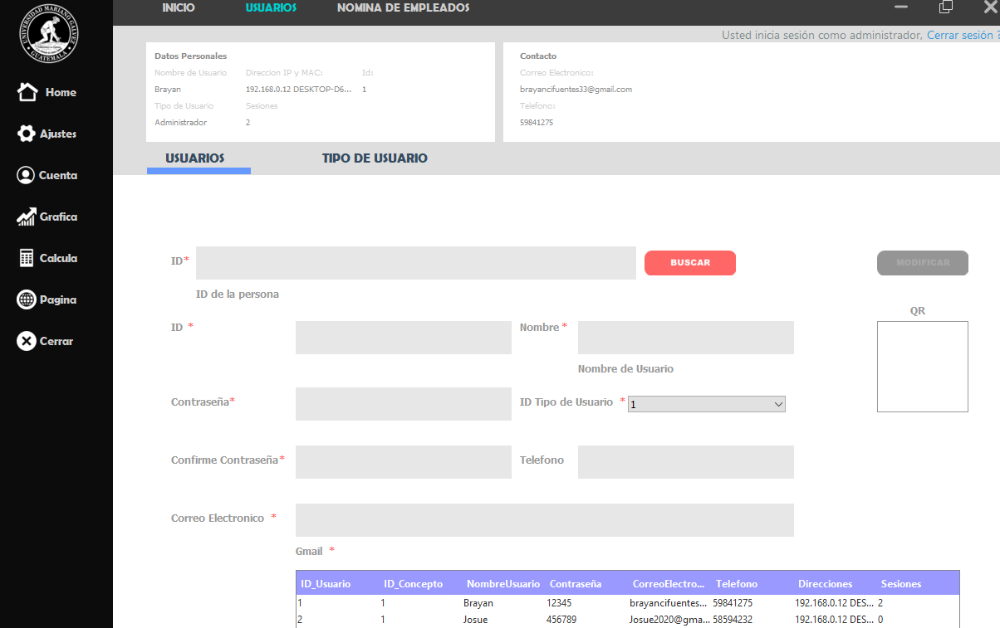 INICIO USUARIOS NOMINA DE EMPLEADOS
UNIVERSIDAD MARIANO GALVEZ
GUATEMALA
Usted inicia sesión como administrador, Cerrar sesión ?
Home
Ajustes
Cuenta
Grafica
Calcula
Pagina
Cerrar
Datos Personales
Nombre de Usuario Direccion IP y MAC: Id:
Brayan 192.168.0.12 DESKTOP-D6... 1
Tipo de Usuario Sesiones
Administrador 2
Contacto
Correo Electronico:
brayancifuentes33@gmail.com
Telefono:
59841275
USUARIOS TIPO DE USUARIO
ID* BUSCAR MODIFICAR
ID de la persona
QR
ID * Nombre *
Nombre de Usuario
Contraseña* ID Tipo de Usuario * 1
Confirme Contraseña* Telefono
Correo Electronico *
Gmail *
ID_Usuario ID_Concepto NombreUsuario Contraseña CorreoElectro... Telefono Direcciones Sesiones
1 1 Brayan 12345 brayancifuentes... 59841275 192.168.0.12 DES... 2
2 1 Josue 456789 Josue2020@gma... 58594232 192.168.0.12 DES... 0